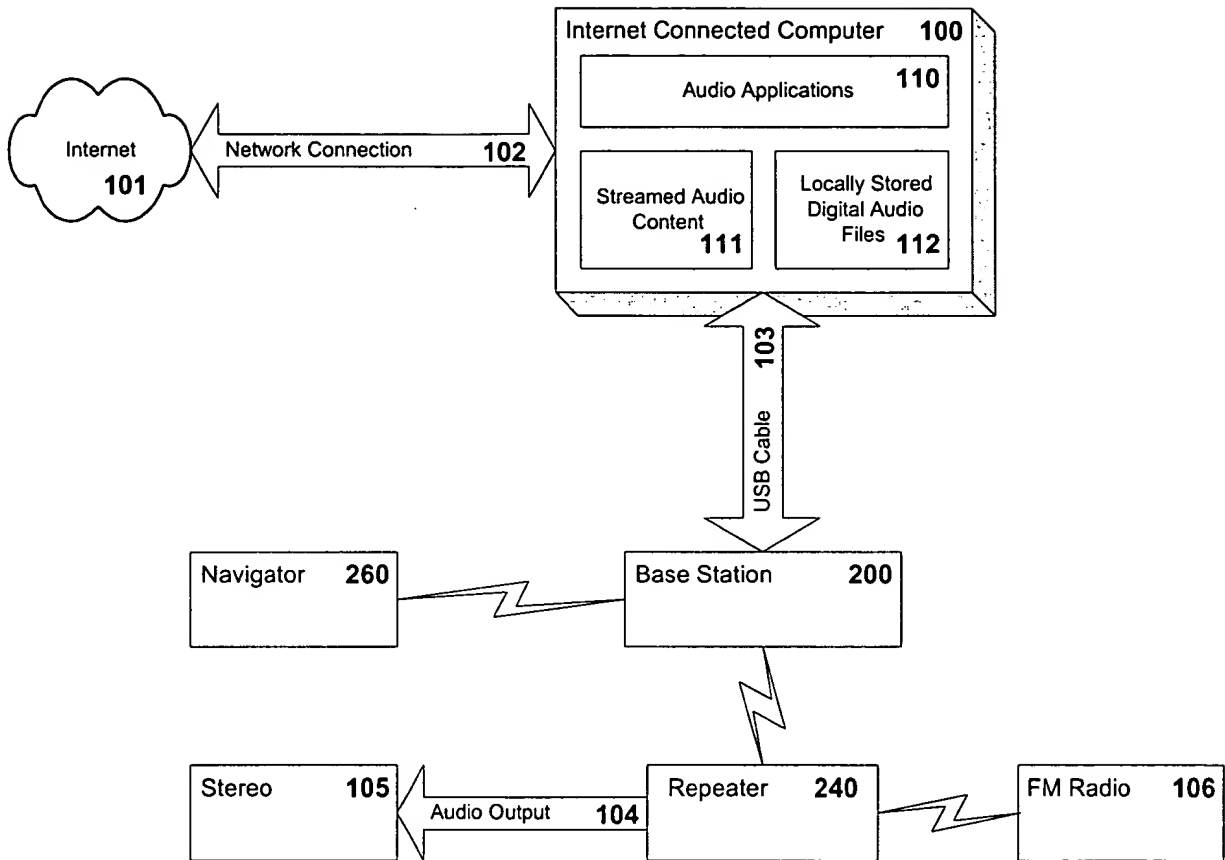 Internet Connected Computer 100
Audio Applications 110
Internet
101
Network Connection 102
Streamed Audio
Content
111
Locally Stored
Digital Audio
Files 112
USB Cable 103
Navigator 260
Base Station 200
Stereo 105
Audio Output 104
Repeater 240
FM Radio 106